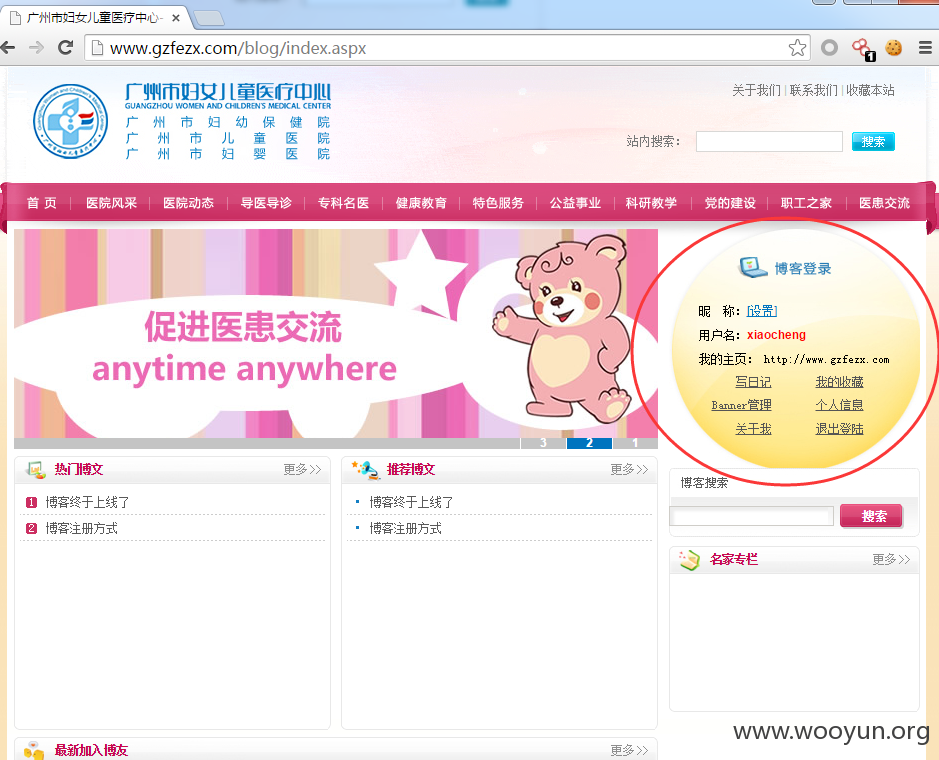 广州市妇女儿童医疗中心-
www.gzfezx.com/blog/index.aspx
1
广州市妇女儿童医疗中心
GUANGZHOU WOMEN AND CHILDREN'S MEDICAL CENTER
广州市妇幼保健院
广州市儿童医院
广州市妇婴医院
关于我们 | 联系我们 | 收藏本站
站内搜索： 搜索
首 页 | 医院风采 | 医院动态 | 导医导诊 | 专科名医 | 健康教育 | 特色服务 | 公益事业 | 科研教学 | 党的建设 | 职工之家 | 医患交流
促进医患交流
anytime anywhere
3 2 1
博客登录
昵 称： [设置]
用户名： xiaocheng
我的主页： http://www.gzfezx.com
写日记 我的收藏
Banner管理 个人信息
关于我 退出登陆
热门博文 更多>>
1 博客终于上线了
2 博客注册方式
推荐博文 更多>>
博客终于上线了
博客注册方式
博客搜索
搜索
名家专栏 更多>>
最新加入博友 更多>>
www.wooyun.org